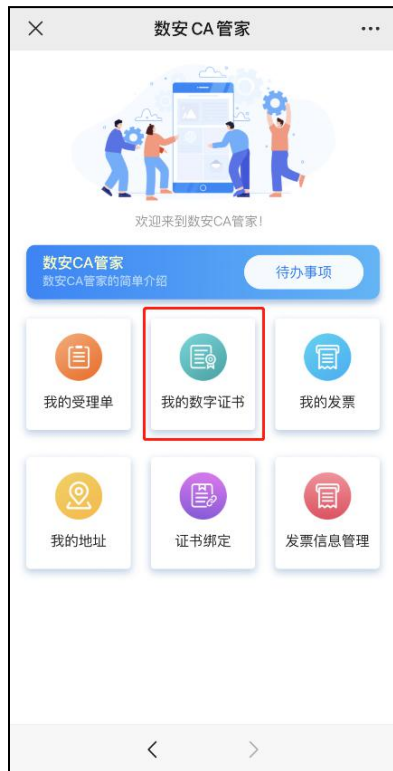 数安CA管家
欢迎来到数安CA管家!
数安CA管家
数安CA管家的简单介绍
待办事项
我的受理单
我的数字证书
我的发票
我的地址
证书绑定
发票信息管理